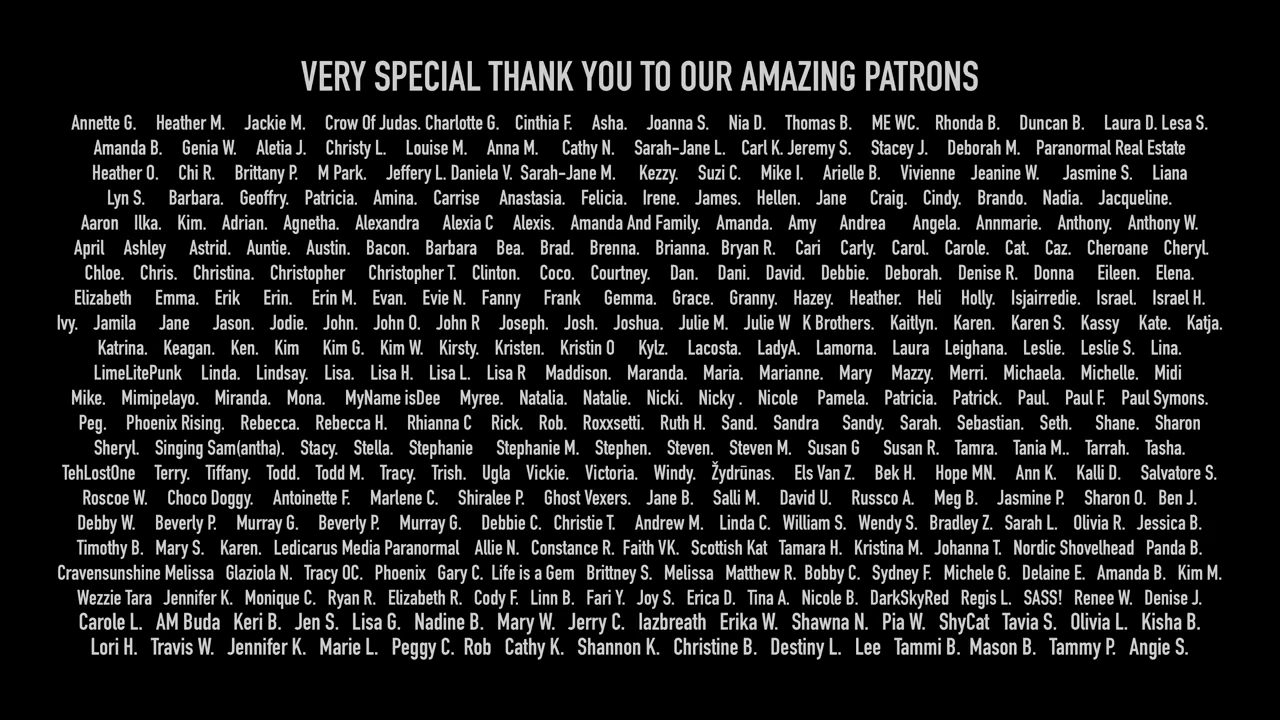 VERY SPECIAL THANK YOU TO OUR AMAZING PATRONS
Annette G. Heather M. Jackie M. Crow Of Judas. Charlotte G. Cinthia F. Asha. Joanna S. Nia D. Thomas B. ME WC. Rhonda B. Duncan B. Laura D. Lesa S.
Amanda B. Genia W. Aletia J. Christy L. Louise M. Anna M. Cathy N. Sarah-Jane L. Carl K. Jeremy S. Stacey J. Deborah M. Paranormal Real Estate
Heather O. Chi R. Brittany P. M Park. Jeffery L. Daniela V. Sarah-Jane M. Kezzy. Suzi C. Mike I. Arielle B. Vivienne Jeanine W. Jasmine S. Liana
Lyn S. Barbara. Geoffry. Patricia. Amina. Carrise Anastasia. Felicia. Irene. James. Hellen. Jane Craig. Cindy. Brando. Nadia. Jacqueline.
Aaron Ilka. Kim. Adrian. Agnetha. Alexandra Alexia C Alexis. Amanda And Family. Amanda. Amy Andrea Angela. Annmarie. Anthony. Anthony W.
April Ashley Astrid. Auntie. Austin. Bacon. Barbara Bea. Brad. Brenna. Brianna. Bryan R. Cari Carly. Carol. Carole. Cat. Caz. Cheroane Cheryl.
Chloe. Chris. Christina. Christopher Christopher T. Clinton. Coco. Courtney. Dan. Dani. David. Debbie. Deborah. Denise R. Donna Eileen. Elena.
Elizabeth Emma. Erik Erin. Erin M. Evan. Evie N. Fanny Frank Gemma. Grace. Granny. Hazey. Heather. Heli Holly. Isjairredie. Israel. Israel H.
Ivy. Jamila Jane Jason. Jodie. John. John O. John R Joseph. Josh. Joshua. Julie M. Julie W K Brothers. Kaitlyn. Karen. Karen S. Kassy Kate. Katja.
Katrina. Keagan. Ken. Kim Kim G. Kim W. Kirsty. Kristen. Kristin O Kylz. Lacosta. LadyA. Lamorna. Laura Leighana. Leslie. Leslie S. Lina.
LimeLitePunk Linda. Lindsay. Lisa. Lisa H. Lisa L. Lisa R Maddison. Maranda. Maria. Marianne. Mary Mazzy. Merri. Michaela. Michelle. Midi
Mike. Mimipelayo. Miranda. Mona. MyName isDee Myree. Natalia. Natalie. Nicki. Nicky . Nicole Pamela. Patricia. Patrick. Paul. Paul F. Paul Symons.
Peg. Phoenix Rising. Rebecca. Rebecca H. Rhianna C Rick. Rob. Roxxsetti. Ruth H. Sand. Sandra Sandy. Sarah. Sebastian. Seth. Shane. Sharon
Sheryl. Singing Sam(antha). Stacy. Stella. Stephanie Stephanie M. Stephen. Steven. Steven M. Susan G Susan R. Tamra. Tania M.. Tarrah. Tasha.
TehLostOne Terry. Tiffany. Todd. Todd M. Tracy. Trish. Ugla Vickie. Victoria. Windy. Žydrūnas. Els Van Z. Bek H. Hope MN. Ann K. Kalli D. Salvatore S.
Roscoe W. Choco Doggy. Antoinette F. Marlene C. Shiralee P. Ghost Vexers. Jane B. Salli M. David U. Russco A. Meg B. Jasmine P. Sharon O. Ben J.
Debby W. Beverly P. Murray G. Beverly P. Murray G. Debbie C. Christie T. Andrew M. Linda C. William S. Wendy S. Bradley Z. Sarah L. Olivia R. Jessica B.
Timothy B. Mary S. Karen. Ledicarus Media Paranormal Allie N. Constance R. Faith VK. Scottish Kat Tamara H. Kristina M. Johanna T. Nordic Shovelhead Panda B.
Cravensunshine Melissa Glaziola N. Tracy OC. Phoenix Gary C. Life is a Gem Brittney S. Melissa Matthew R. Bobby C. Sydney F. Michele G. Delaine E. Amanda B. Kim M.
Wezzie Tara Jennifer K. Monique C. Ryan R. Elizabeth R. Cody F. Linn B. Fari Y. Joy S. Erica D. Tina A. Nicole B. DarkSkyRed Regis L. SASS! Renee W. Denise J.
Carole L. AM Buda Keri B. Jen S. Lisa G. Nadine B. Mary W. Jerry C. Iazbreath Erika W. Shawna N. Pia W. ShyCat Tavia S. Olivia L. Kisha B.
Lori H. Travis W. Jennifer K. Marie L. Peggy C. Rob Cathy K. Shannon K. Christine B. Destiny L. Lee Tammi B. Mason B. Tammy P. Angie S.